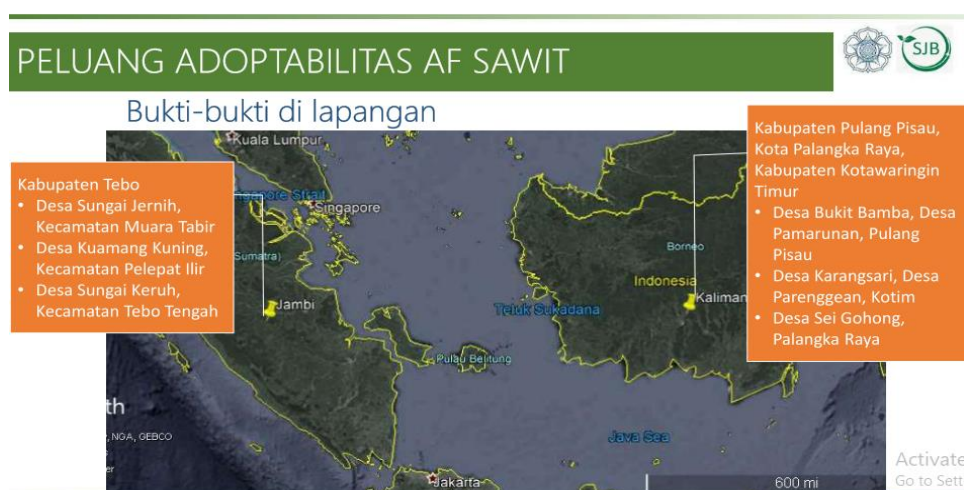 PELUANG ADOPTABILITAS AF SAWIT
SJB
Bukti-bukti di lapangan
Kabupaten Tebo
• Desa Sungai Jernih,
Kecamatan Muara Tabir
• Desa Kuamang Kuning,
Kecamatan Pelepat Ilir
• Desa Sungai Keruh,
Kecamatan Tebo Tengah
Kuala Lumpur
Singapore
Sumatra)
Jambi
Pulau Belitung
Teluk Sukadana
Borneo
Indonesia
Kaliman
Java Sea
Jakarta
th
, NGA, GEBCO
600 mi
Kabupaten Pulang Pisau,
Kota Palangka Raya,
Kabupaten Kotawaringin
Timur
• Desa Bukit Bamba, Desa
Pamarunan, Pulang
Pisau
• Desa Karangsari, Desa
Parenggean, Kotim
• Desa Sei Gohong,
Palangka Raya
Activate
Go to Sett